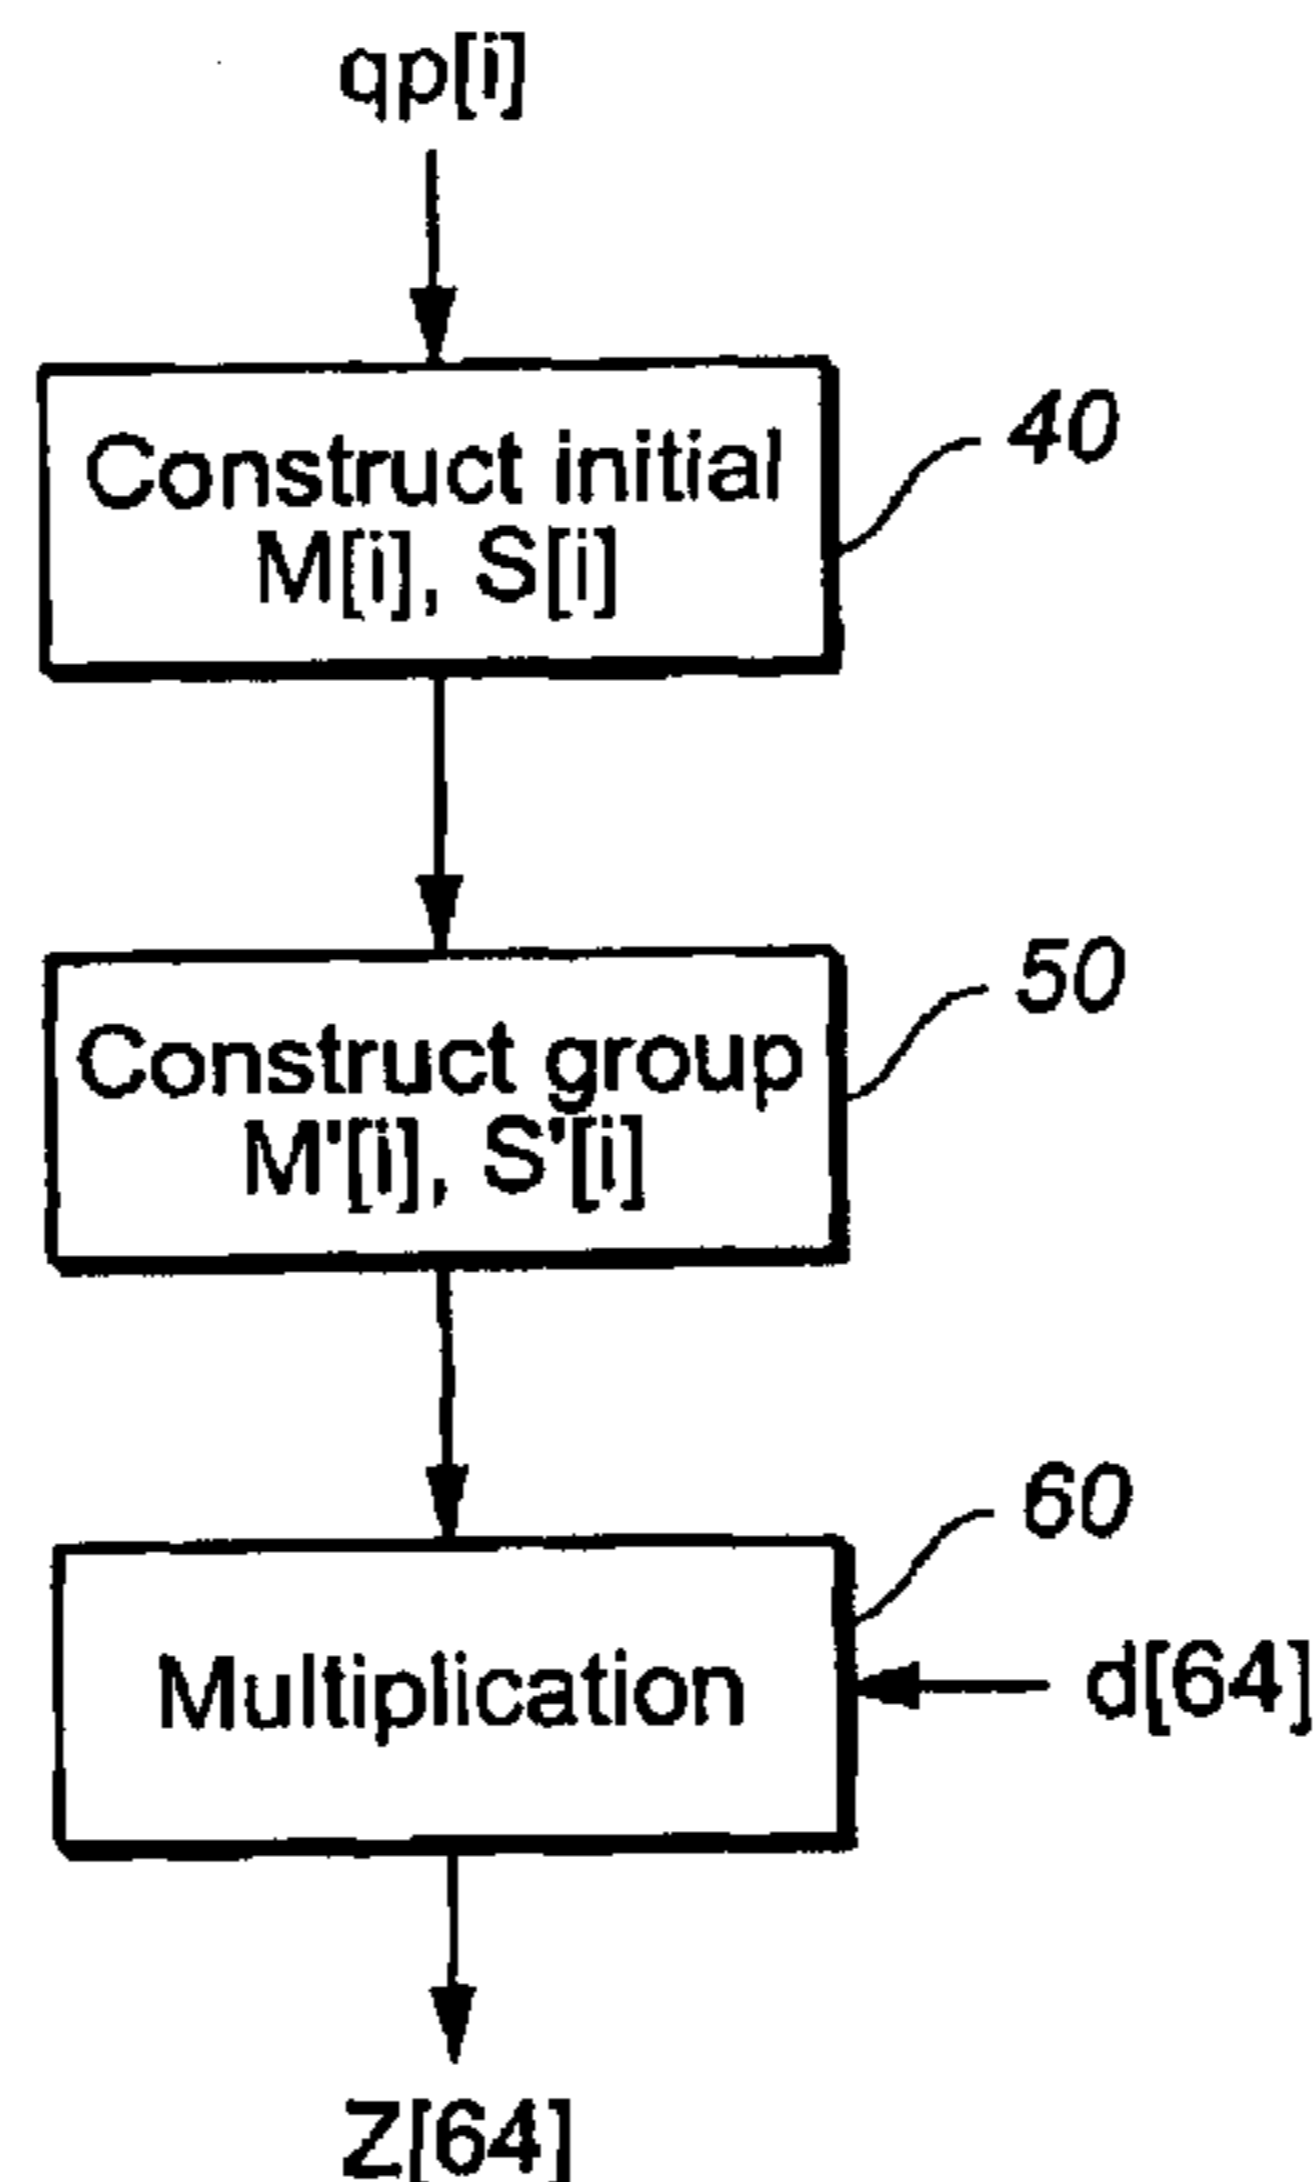 qp[i]
Construct initial
M[i], S[i]
40
Construct group
M'[i], S'[i]
50
60
Multiplication
d[64]
Z[64]